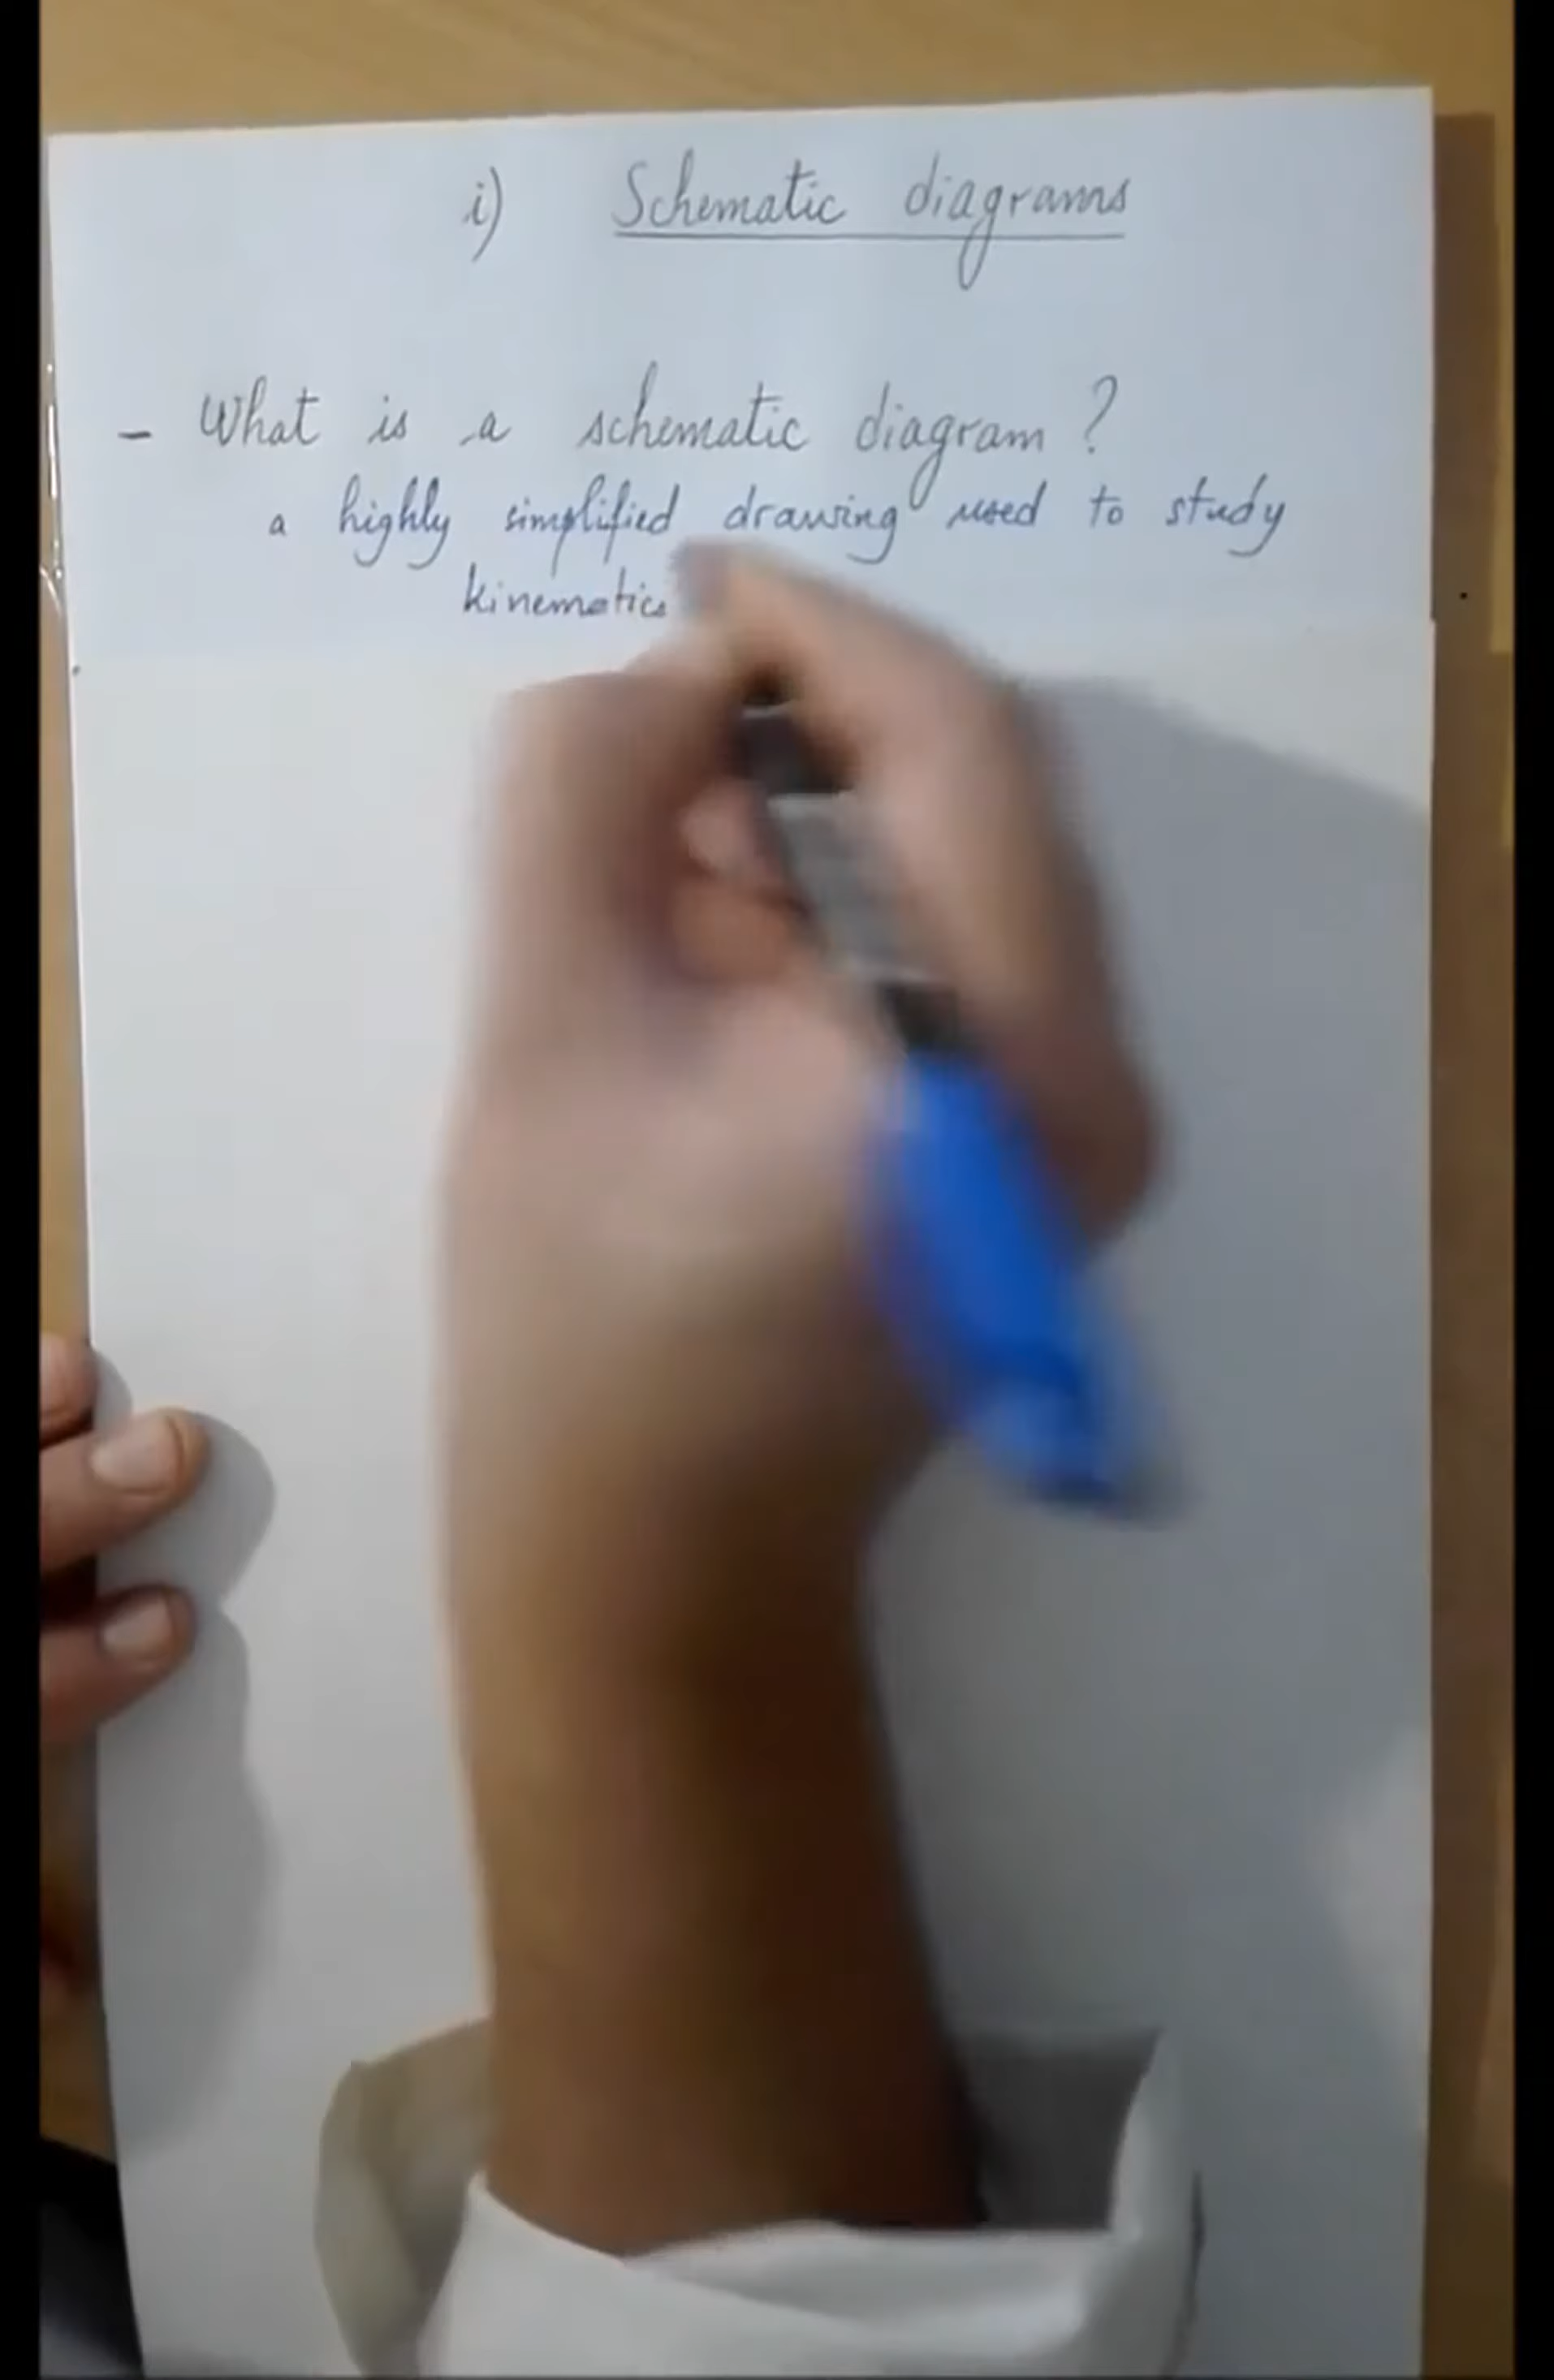 i) Schematic diagrams
- What is a schematic diagram ?
a highly simplified drawing used to study
kinematics